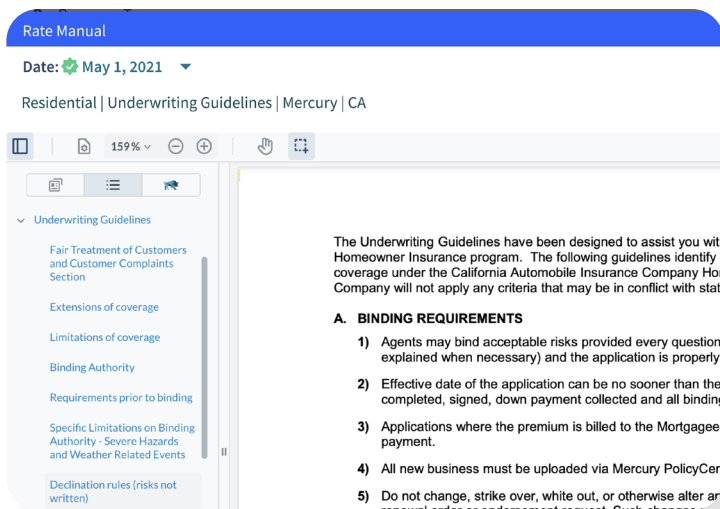 Rate Manual
Date: May 1, 2021
Residential | Underwriting Guidelines | Mercury | CA
159%
Underwriting Guidelines
Fair Treatment of Customers
and Customer Complaints
Section
Extensions of coverage
Limitations of coverage
Binding Authority
Requirements prior to binding
Specific Limitations on Binding
Authority - Severe Hazards
and Weather Related Events
Declination rules (risks not
written)
The Underwriting Guidelines have been designed to assist you wit
Homeowner Insurance program. The following guidelines identify
coverage under the California Automobile Insurance Company Ho
Company will not apply any criteria that may be in conflict with stat
A. BINDING REQUIREMENTS
1) Agents may bind acceptable risks provided every question
explained when necessary) and the application is properly
2) Effective date of the application can be no sooner than the
completed, signed, down payment collected and all binding
3) Applications where the premium is billed to the Mortgagee
payment.
4) All new business must be uploaded via Mercury PolicyCer
5) Do not change, strike over, white out, or otherwise alter an